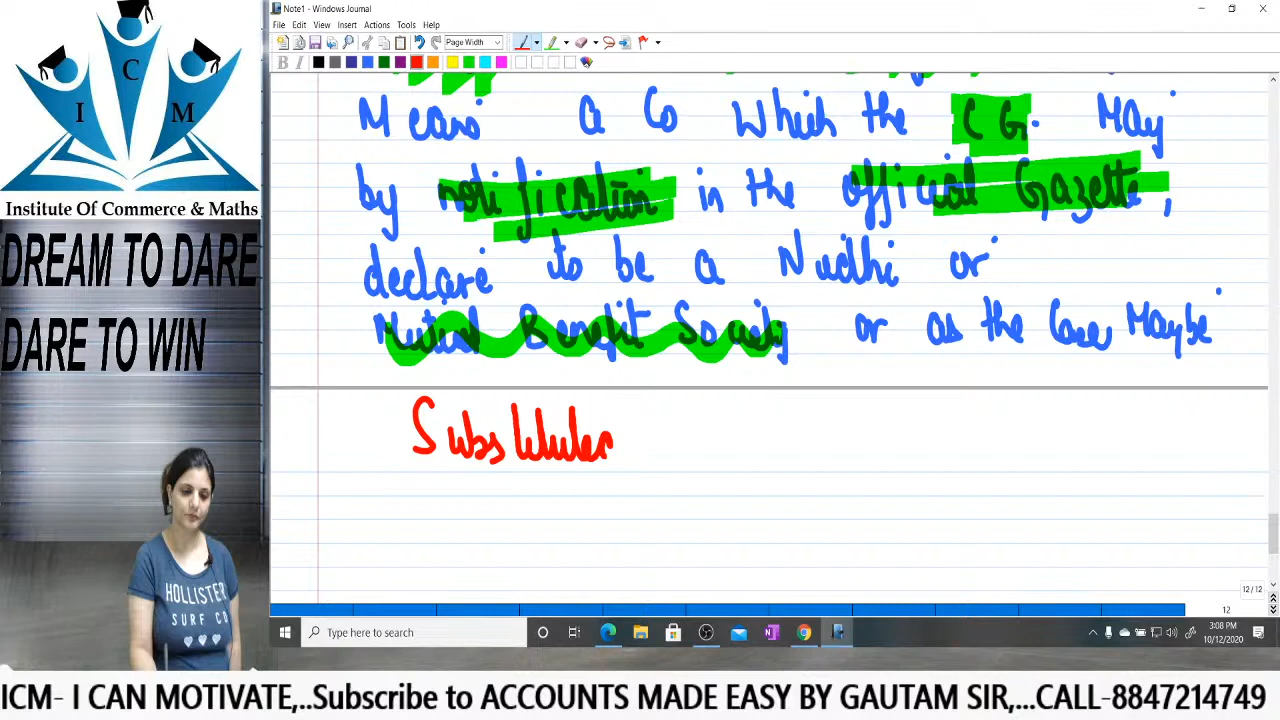 Note1 - Windows Journal
File Edit View Insert Actions Tools Help
Page Width
B I
I C M
Institute Of Commerce & Maths
DREAM TO DARE
DARE TO WIN
HOLLISTER
SURF CO
Means a Co Which the C G. May
by notification in the official Gazette,
declare to be a Nidhi or
Mutual Benefit Society or as the Case Maybe
12/12
12
Type here to search
3:08 PM
10/12/2020
ICM- I CAN MOTIVATE,..Subscribe to ACCOUNTS MADE EASY BY GAUTAM SIR,...CALL-8847214749